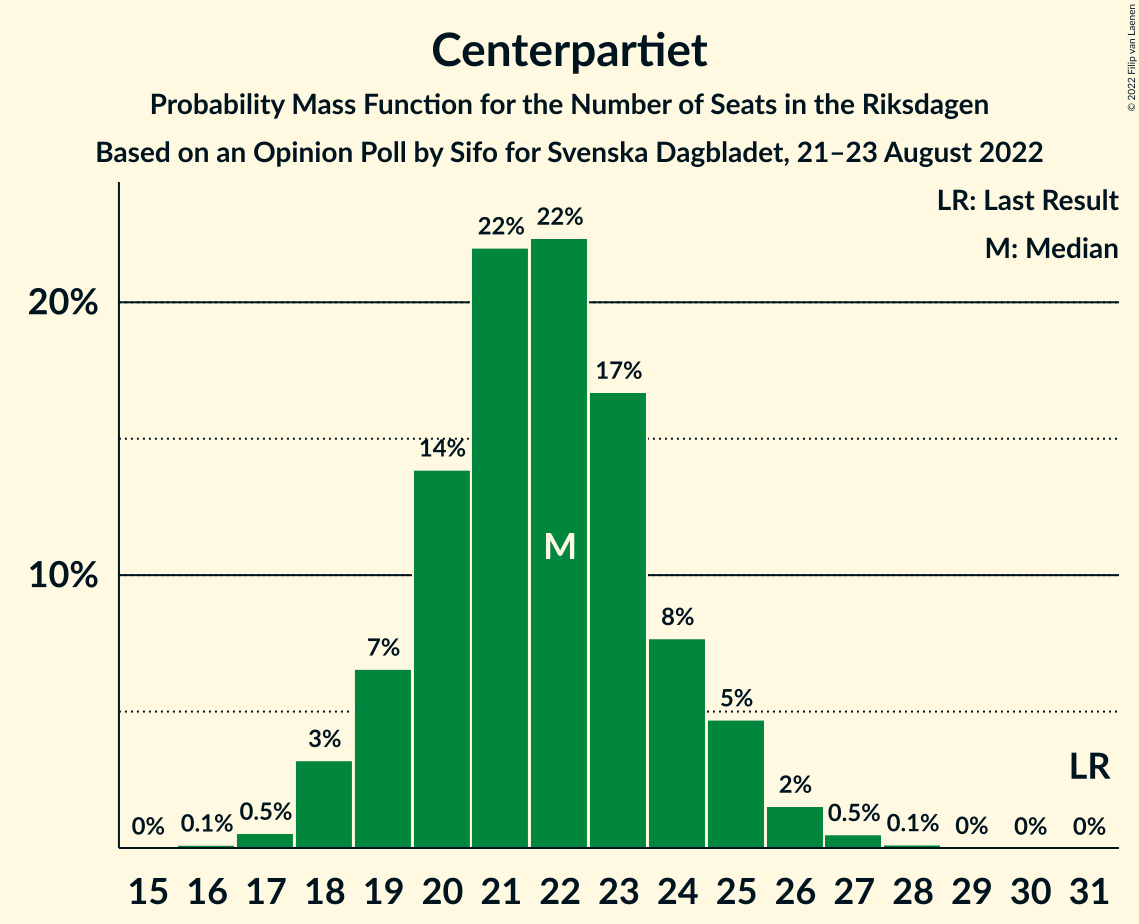 Centerpartiet
Probability Mass Function for the Number of Seats in the Riksdagen
Based on an Opinion Poll by Sifo for Svenska Dagbladet, 21–23 August 2022
© 2022 Filip van Laenen
LR: Last Result
M: Median
20%
10%
0% 0.1% 0.5% 3% 7% 14% 22% 22% 17% 8% 5% 2% 0.5% 0.1% 0% 0% 0%
M
LR
15 16 17 18 19 20 21 22 23 24 25 26 27 28 29 30 31